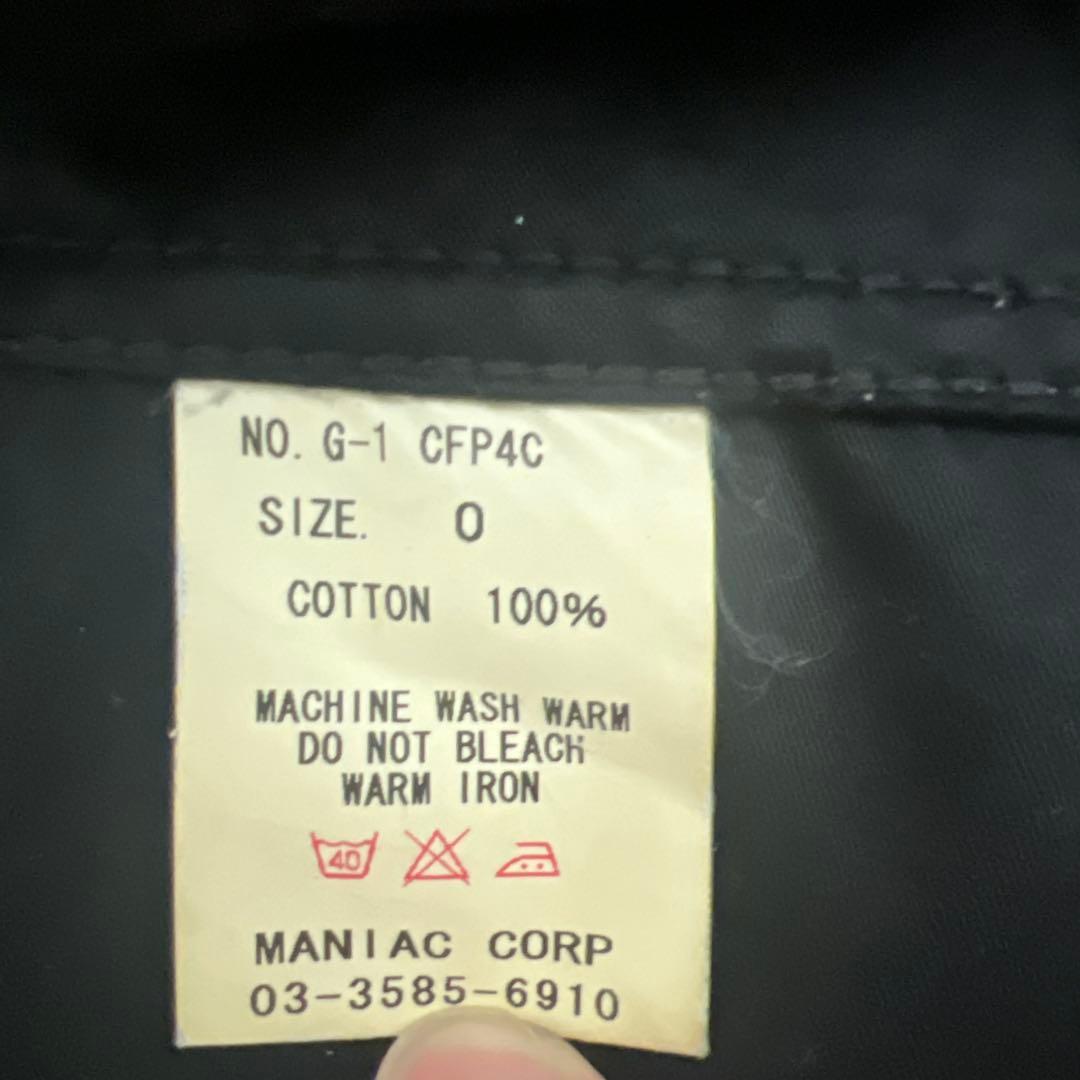 NO. G-1 CFP4C
SIZE. 0
COTTON 100%
MACHINE WASH WARM
DO NOT BLEACH
WARM IRON
40
MANIAC CORP
03-3585-6910